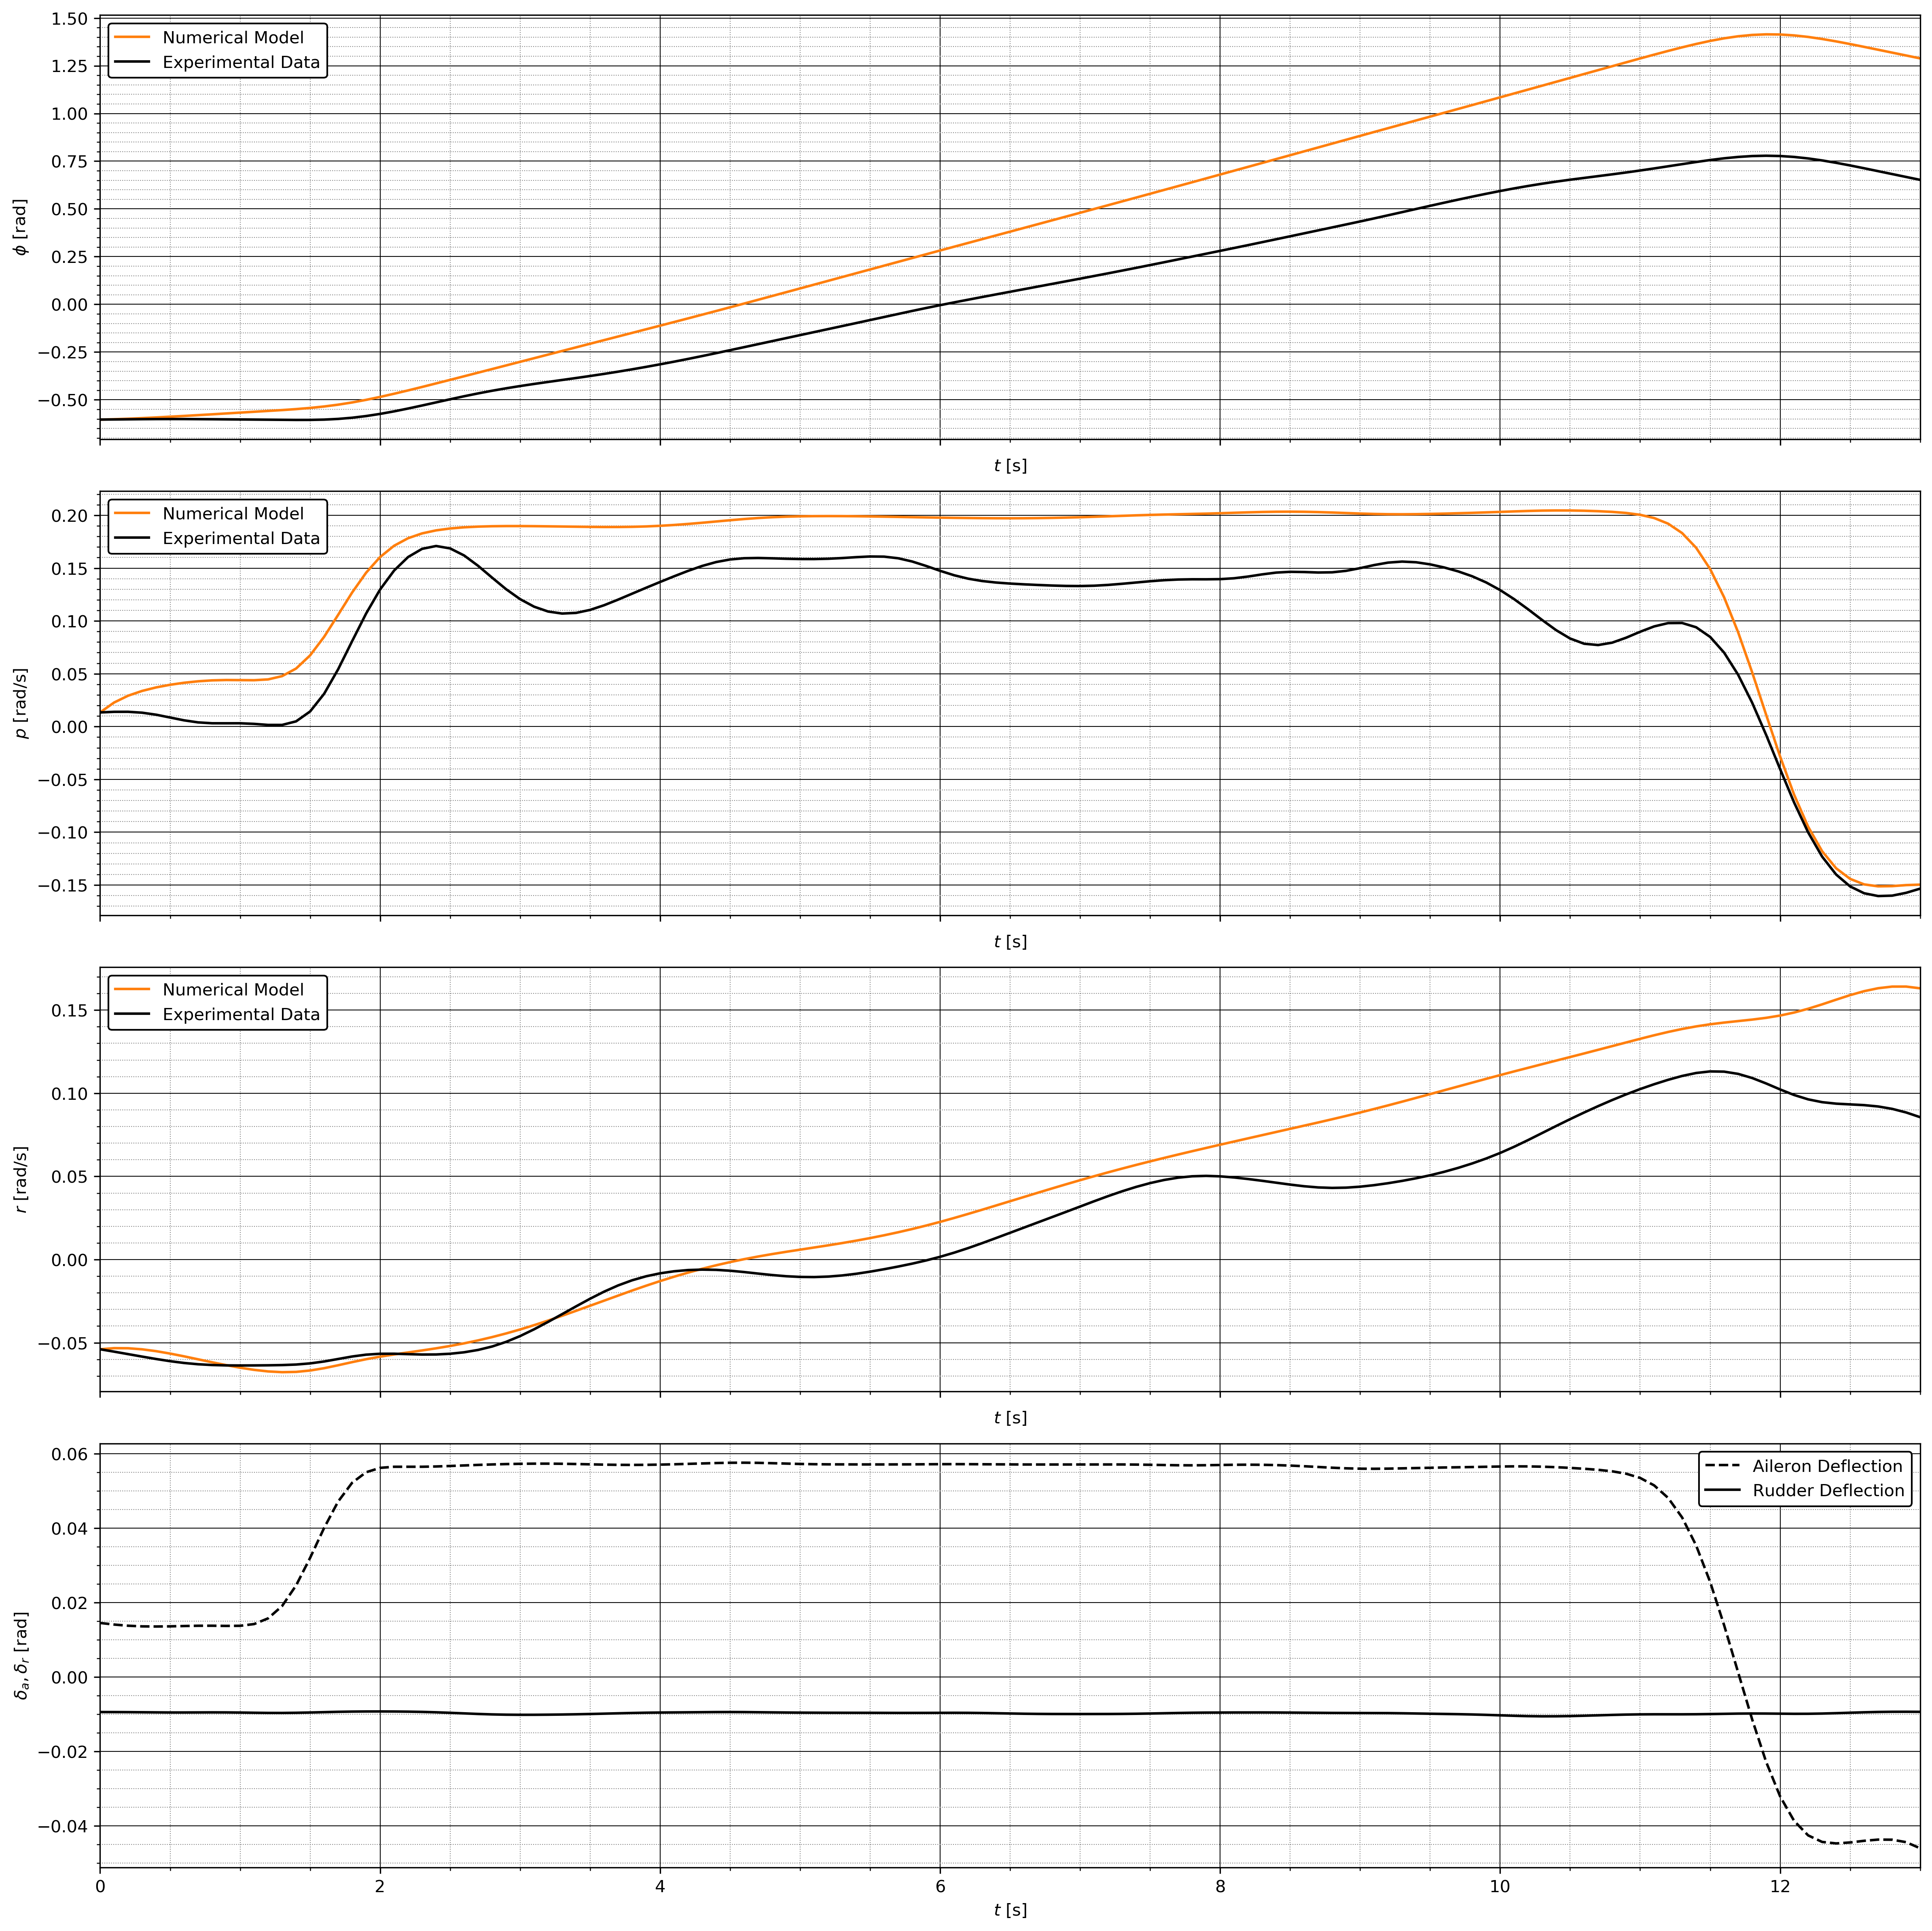 1.50
1.25
1.00
0.75
0.50
0.25
0.00
−0.25
−0.50
ϕ [rad]
Numerical Model
Experimental Data
t [s]
0.20
0.15
0.10
0.05
0.00
−0.05
−0.10
−0.15
p [rad/s]
Numerical Model
Experimental Data
t [s]
0.15
0.10
0.05
0.00
−0.05
r [rad/s]
Numerical Model
Experimental Data
t [s]
0.06
0.04
0.02
0.00
−0.02
−0.04
δa, δr [rad]
Aileron Deflection
Rudder Deflection
0 2 4 6 8 10 12
t [s]